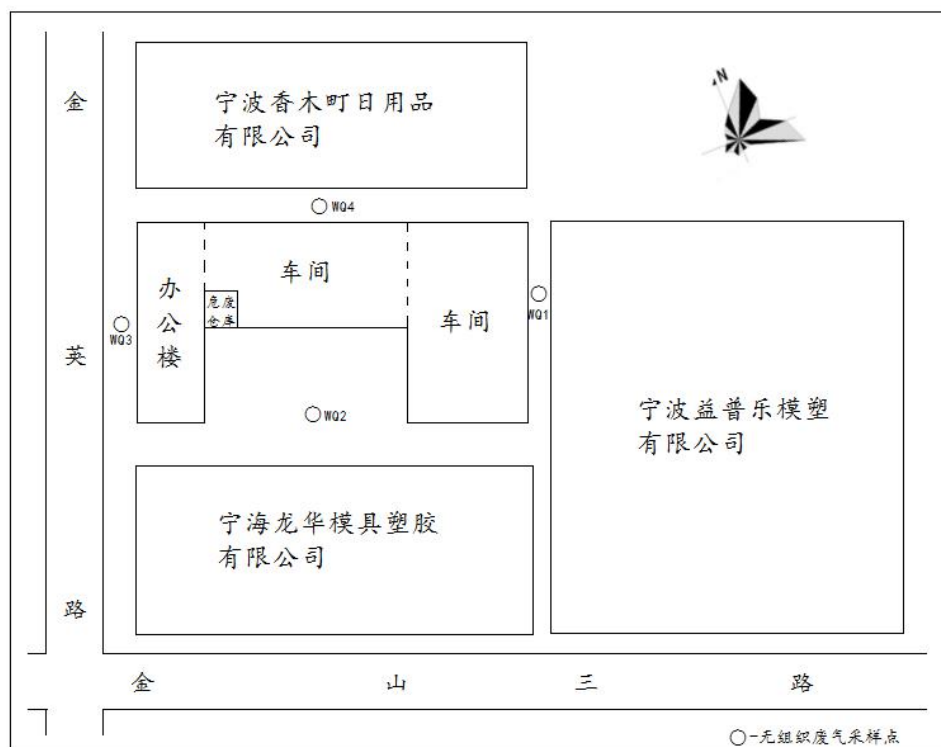 宁波香木町日用品
有限公司
N
WQ4
办公楼
车间
危废
仓库
车间
WQ1
WQ3
WQ2
宁波益普乐模塑
有限公司
宁海龙华模具塑胶
有限公司
金英路
金山三路
○-无组织废气采样点